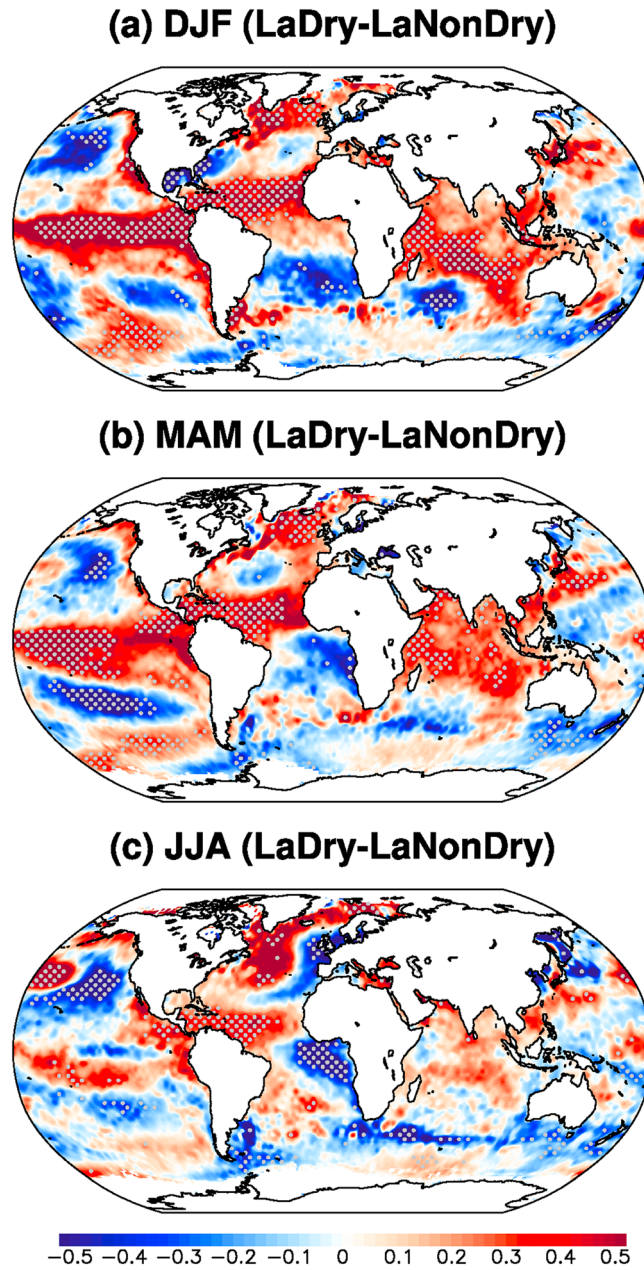 (a) DJF (LaDry-LaNonDry)
(b) MAM (LaDry-LaNonDry)
(c) JJA (LaDry-LaNonDry)
−0.5 −0.4 −0.3 −0.2 −0.1 0 0.1 0.2 0.3 0.4 0.5